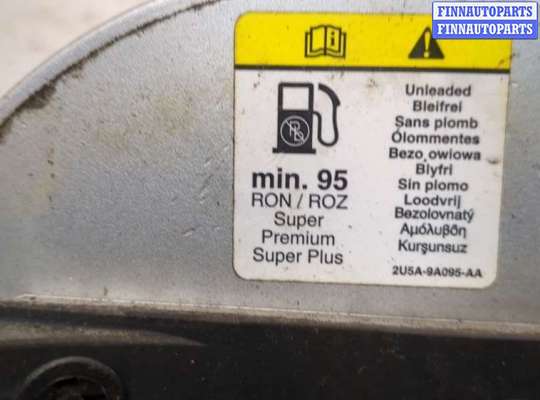 FINNAUTOPARTS
FINNAUTOPARTS
Pb
min. 95
RON / ROZ
Super
Premium
Super Plus
Unleaded
Bleifrei
Sans plomb
Ólommentes
Bezo owiowa
Blyfri
Sin plomo
Loodvrij
Bezolovnatý
Αμόλυβδη
Kurşunsuz
2U5A-9A095-AA